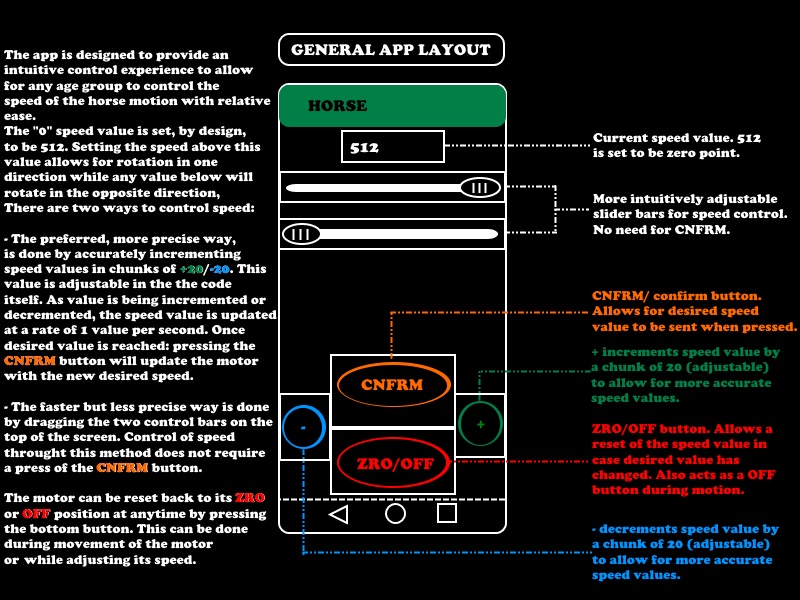 GENERAL APP LAYOUT
The app is designed to provide an
intuitive control experience to allow
for any age group to control the
speed of the horse motion with relative
ease.
The "0" speed value is set, by design,
to be 512. Setting the speed above this
value allows for rotation in one
direction while any value below will
rotate in the opposite direction,
There are two ways to control speed:
- The preferred, more precise way,
is done by accurately incrementing
speed values in chunks of +20/-20. This
value is adjustable in the the code
itself. As value is being incremented or
decremented, the speed value is updated
at a rate of 1 value per second. Once
desired value is reached: pressing the
CNFRM button will update the motor
with the new desired speed.
- The faster but less precise way is done
by dragging the two control bars on the
top of the screen. Control of speed
throught this method does not require
a press of the CNFRM button.
The motor can be reset back to its ZRO
or OFF position at anytime by pressing
the bottom button. This can be done
during movement of the motor
or while adjusting its speed.
HORSE
512
CNFRM
-
+
ZRO/OFF
Current speed value. 512
is set to be zero point.
More intuitively adjustable
slider bars for speed control.
No need for CNFRM.
CNFRM/ confirm button.
Allows for desired speed
value to be sent when pressed.
+ increments speed value by
a chunk of 20 (adjustable)
to allow for more accurate
speed values.
ZRO/OFF button. Allows a
reset of the speed value in
case desired value has
changed. Also acts as a OFF
button during motion.
- decrements speed value by
a chunk of 20 (adjustable)
to allow for more accurate
speed values.